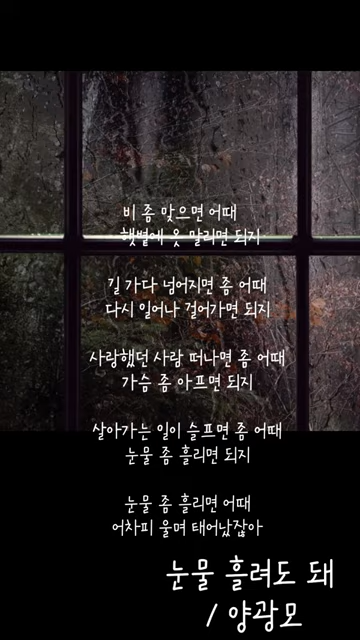 비 좀 맞으면 어때
햇볕에 옷 말리면 되지
길 가다 넘어지면 좀 어때
다시 일어나 걸어가면 되지
사랑했던 사람 떠나면 좀 어때
가슴 좀 아프면 되지
살아가는 일이 슬프면 좀 어때
눈물 좀 흘리면 되지
눈물 좀 흘리면 어때
어차피 울며 태어났잖아
눈물 흘려도 돼
/ 양광모